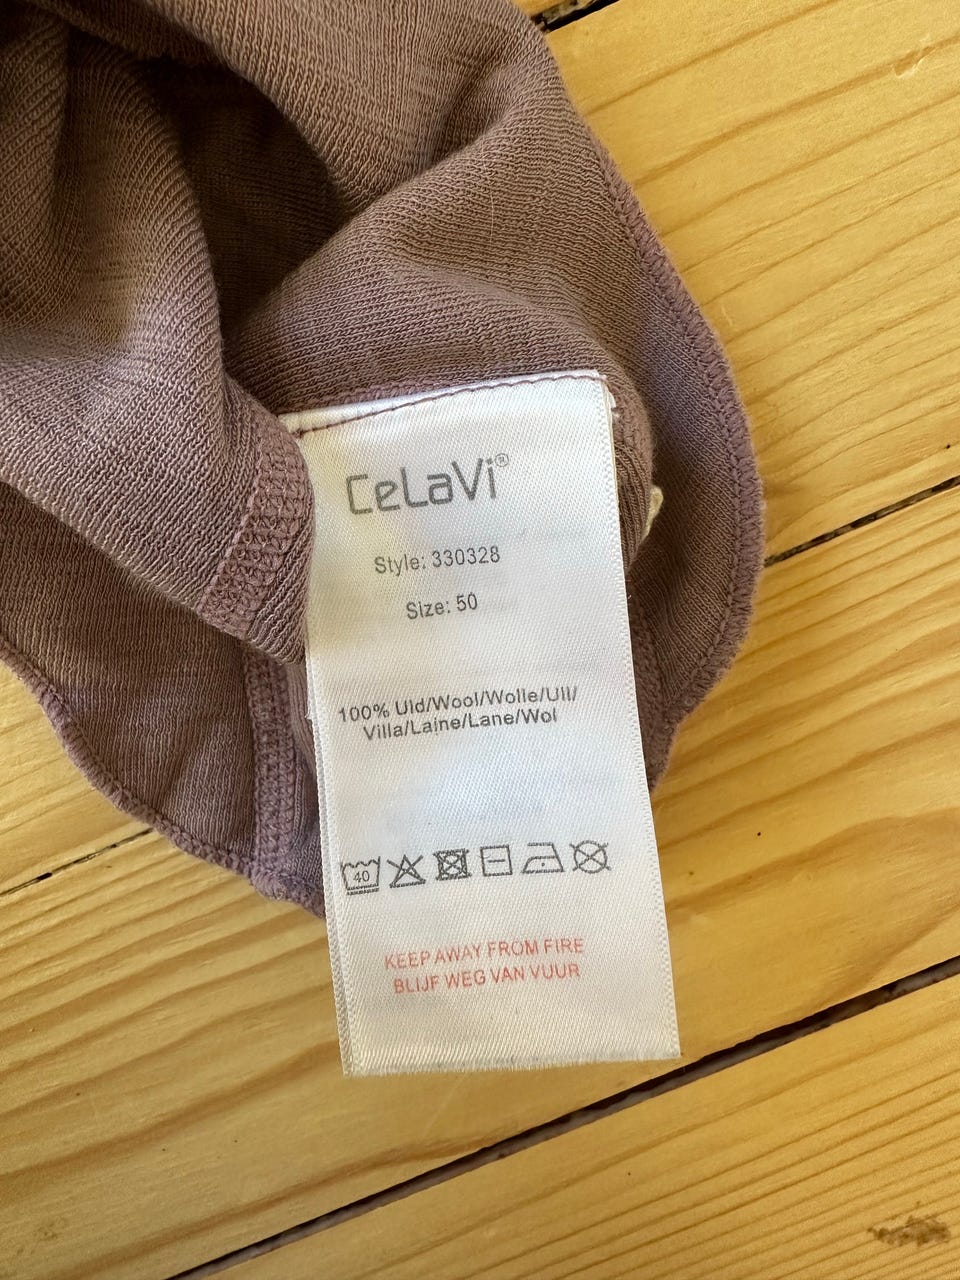 CeLaVi®
Style: 330328
Size: 50
100% Uld/Wool/Wolle/Ull/
Villa/Laine/Lane/Wol
40
KEEP AWAY FROM FIRE
BLIJF WEG VAN VUUR